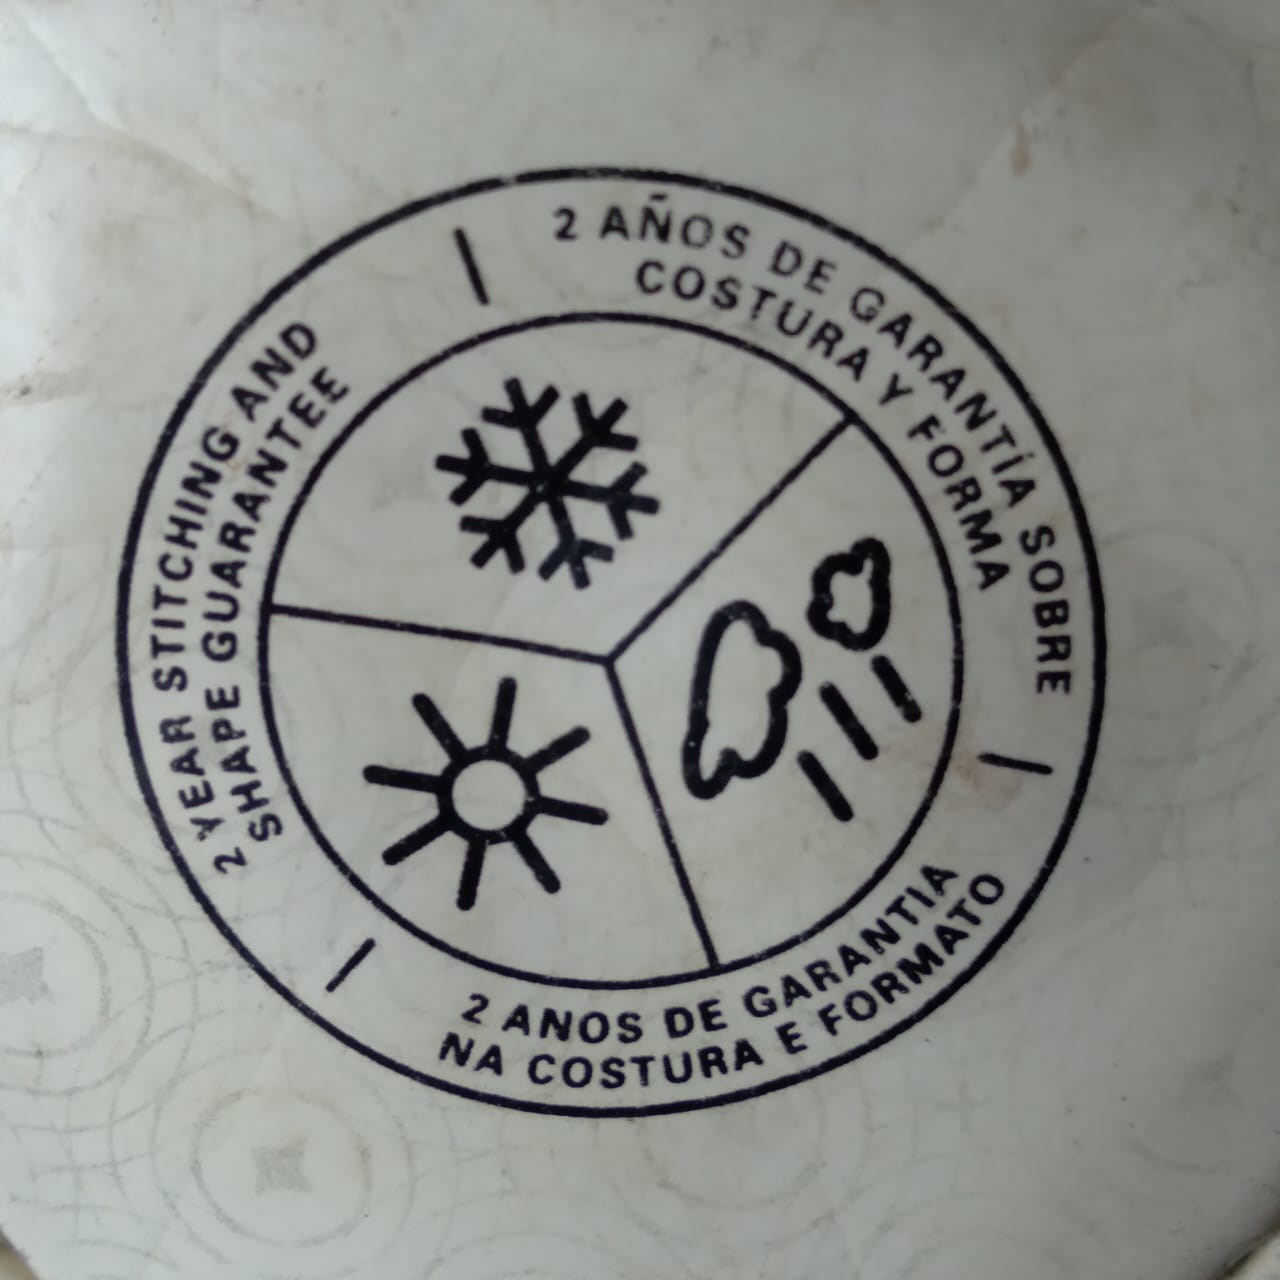 2 YEAR STITCHING AND
SHAPE GUARANTEE
2 AÑOS DE GARANTÍA SOBRE
COSTURA Y FORMA
2 ANOS DE GARANTIA
NA COSTURA E FORMATO